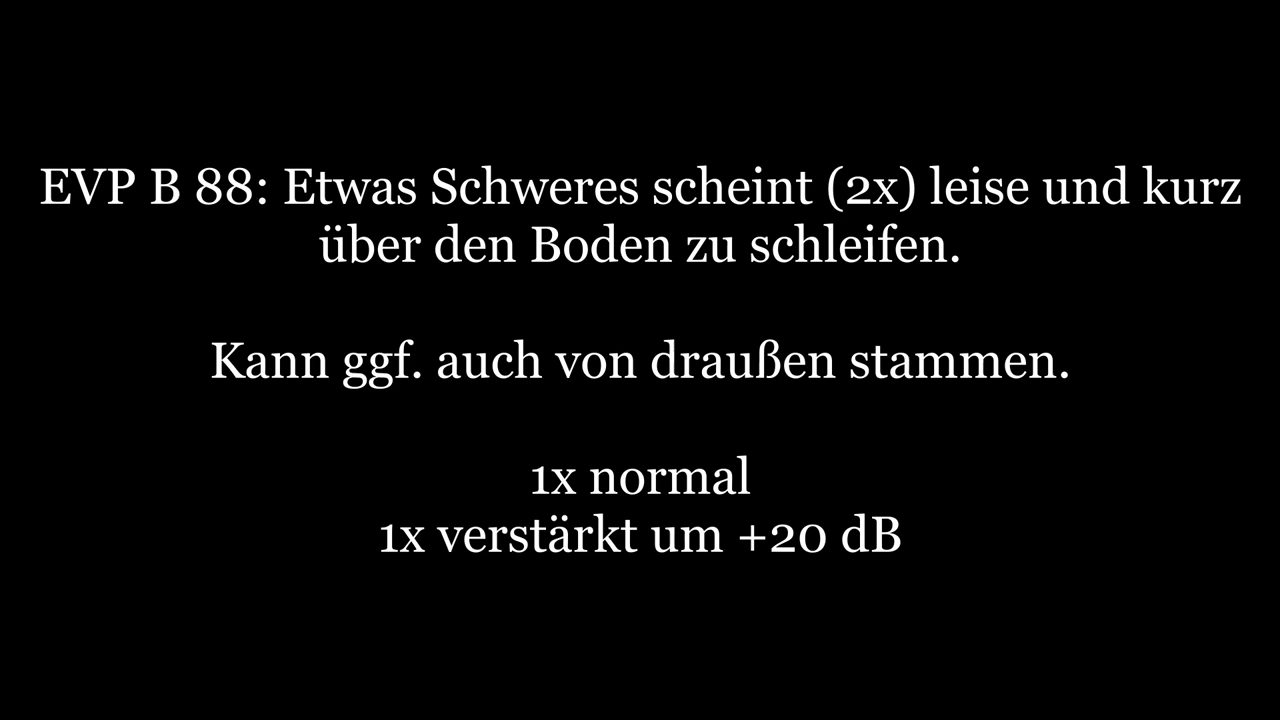 EVP B 88: Etwas Schweres scheint (2x) leise und kurz
über den Boden zu schleifen.
Kann ggf. auch von draußen stammen.
1x normal
1x verstärkt um +20 dB